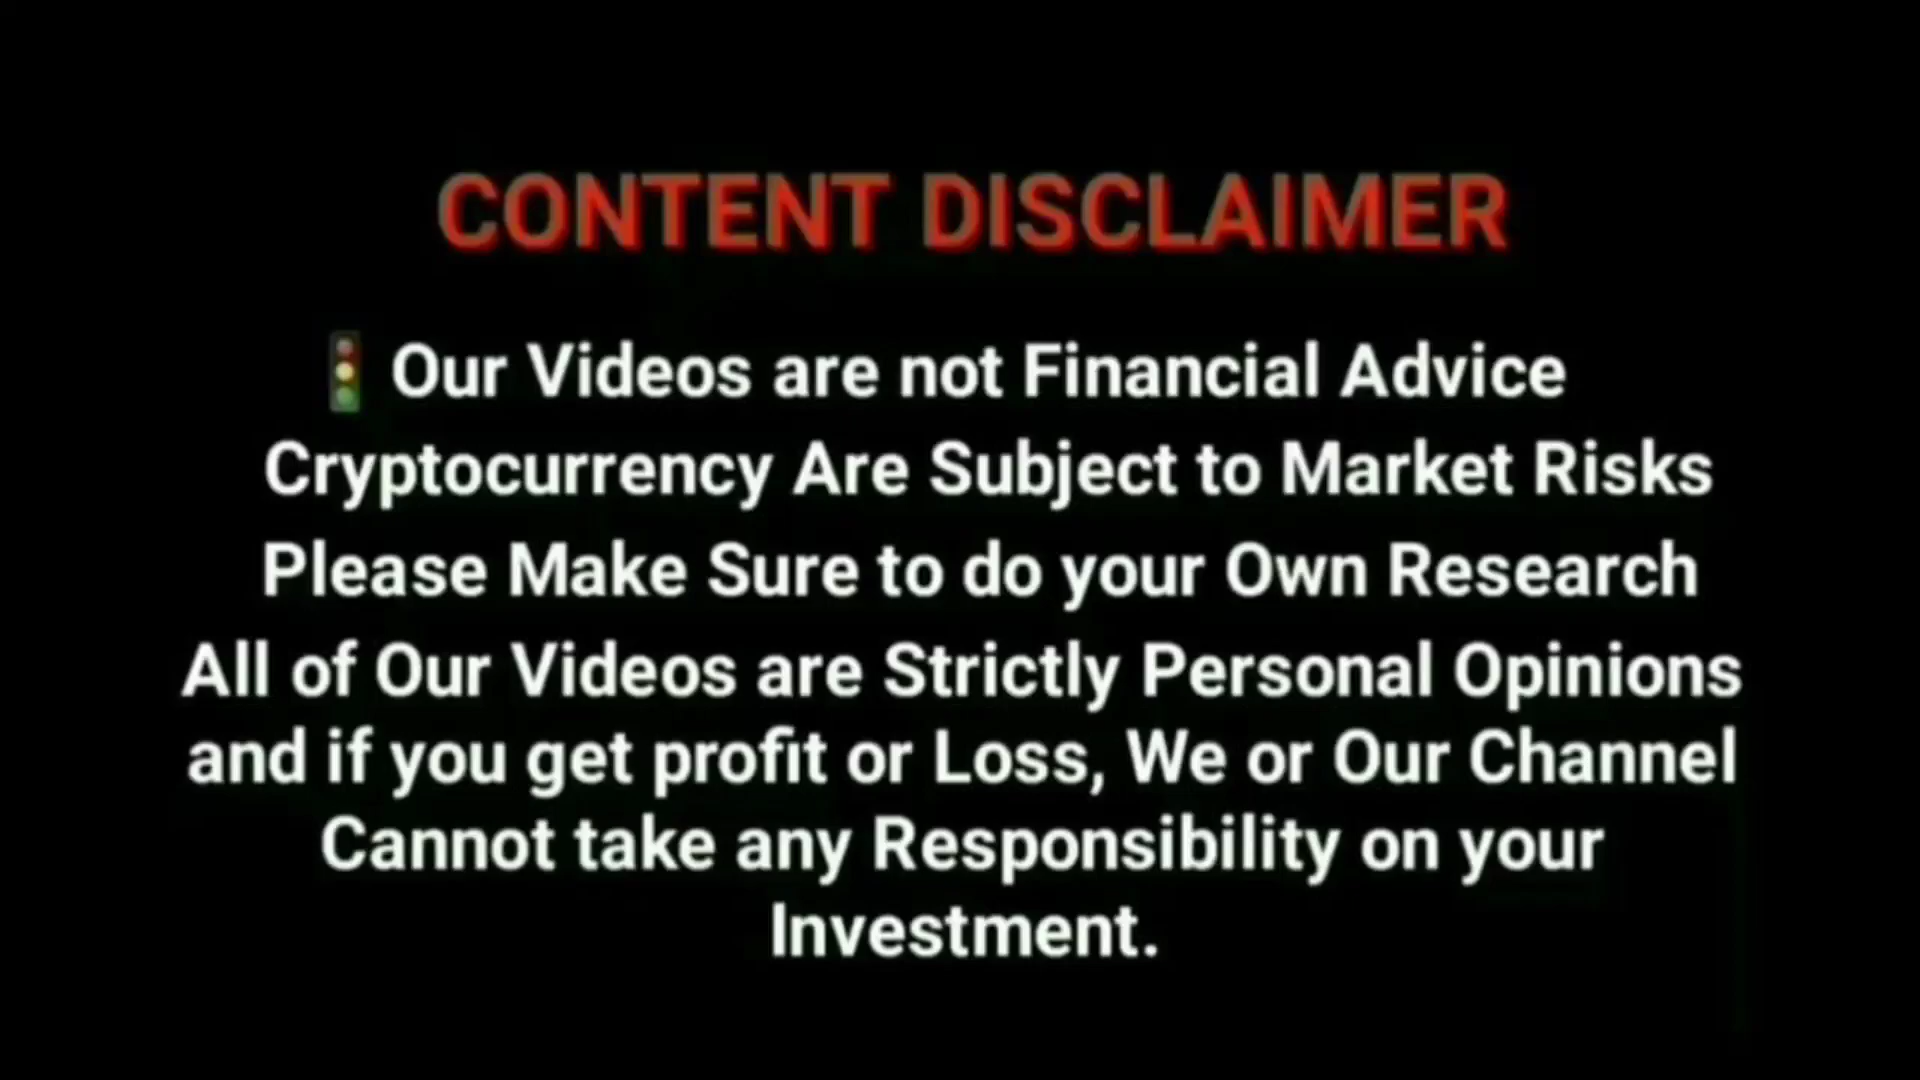 CONTENT DISCLAIMER
🚦 Our Videos are not Financial Advice
Cryptocurrency Are Subject to Market Risks
Please Make Sure to do your Own Research
All of Our Videos are Strictly Personal Opinions
and if you get profit or Loss, We or Our Channel
Cannot take any Responsibility on your
Investment.